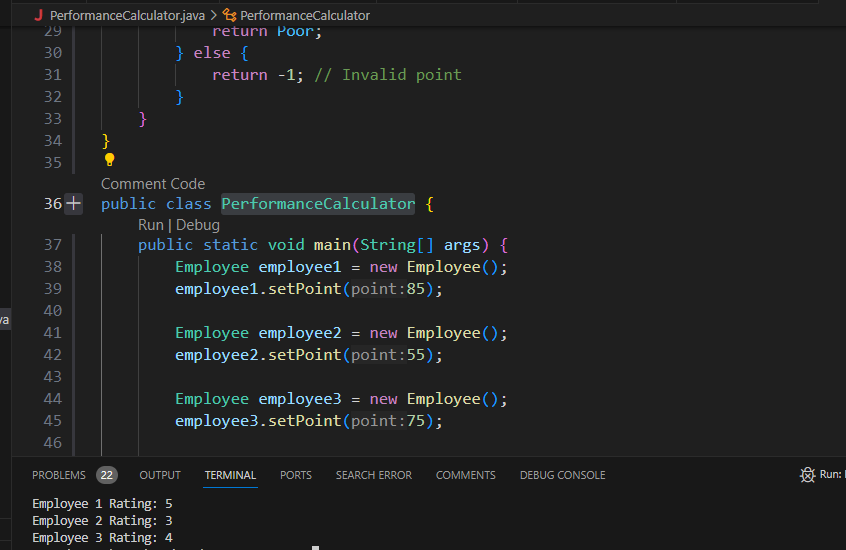 PerformanceCalculator.java > PerformanceCalculator
29 return Poor;
30 } else {
31 return -1; // Invalid point
32 }
33 }
34 }
35
Comment Code
36 public class PerformanceCalculator {
Run | Debug
37 public static void main(String[] args) {
38 Employee employee1 = new Employee();
39 employee1.setPoint(point:85);
40
41 Employee employee2 = new Employee();
42 employee2.setPoint(point:55);
43
44 Employee employee3 = new Employee();
45 employee3.setPoint(point:75);
46
va
PROBLEMS 22 OUTPUT TERMINAL PORTS SEARCH ERROR COMMENTS DEBUG CONSOLE Run:
Employee 1 Rating: 5
Employee 2 Rating: 3
Employee 3 Rating: 4